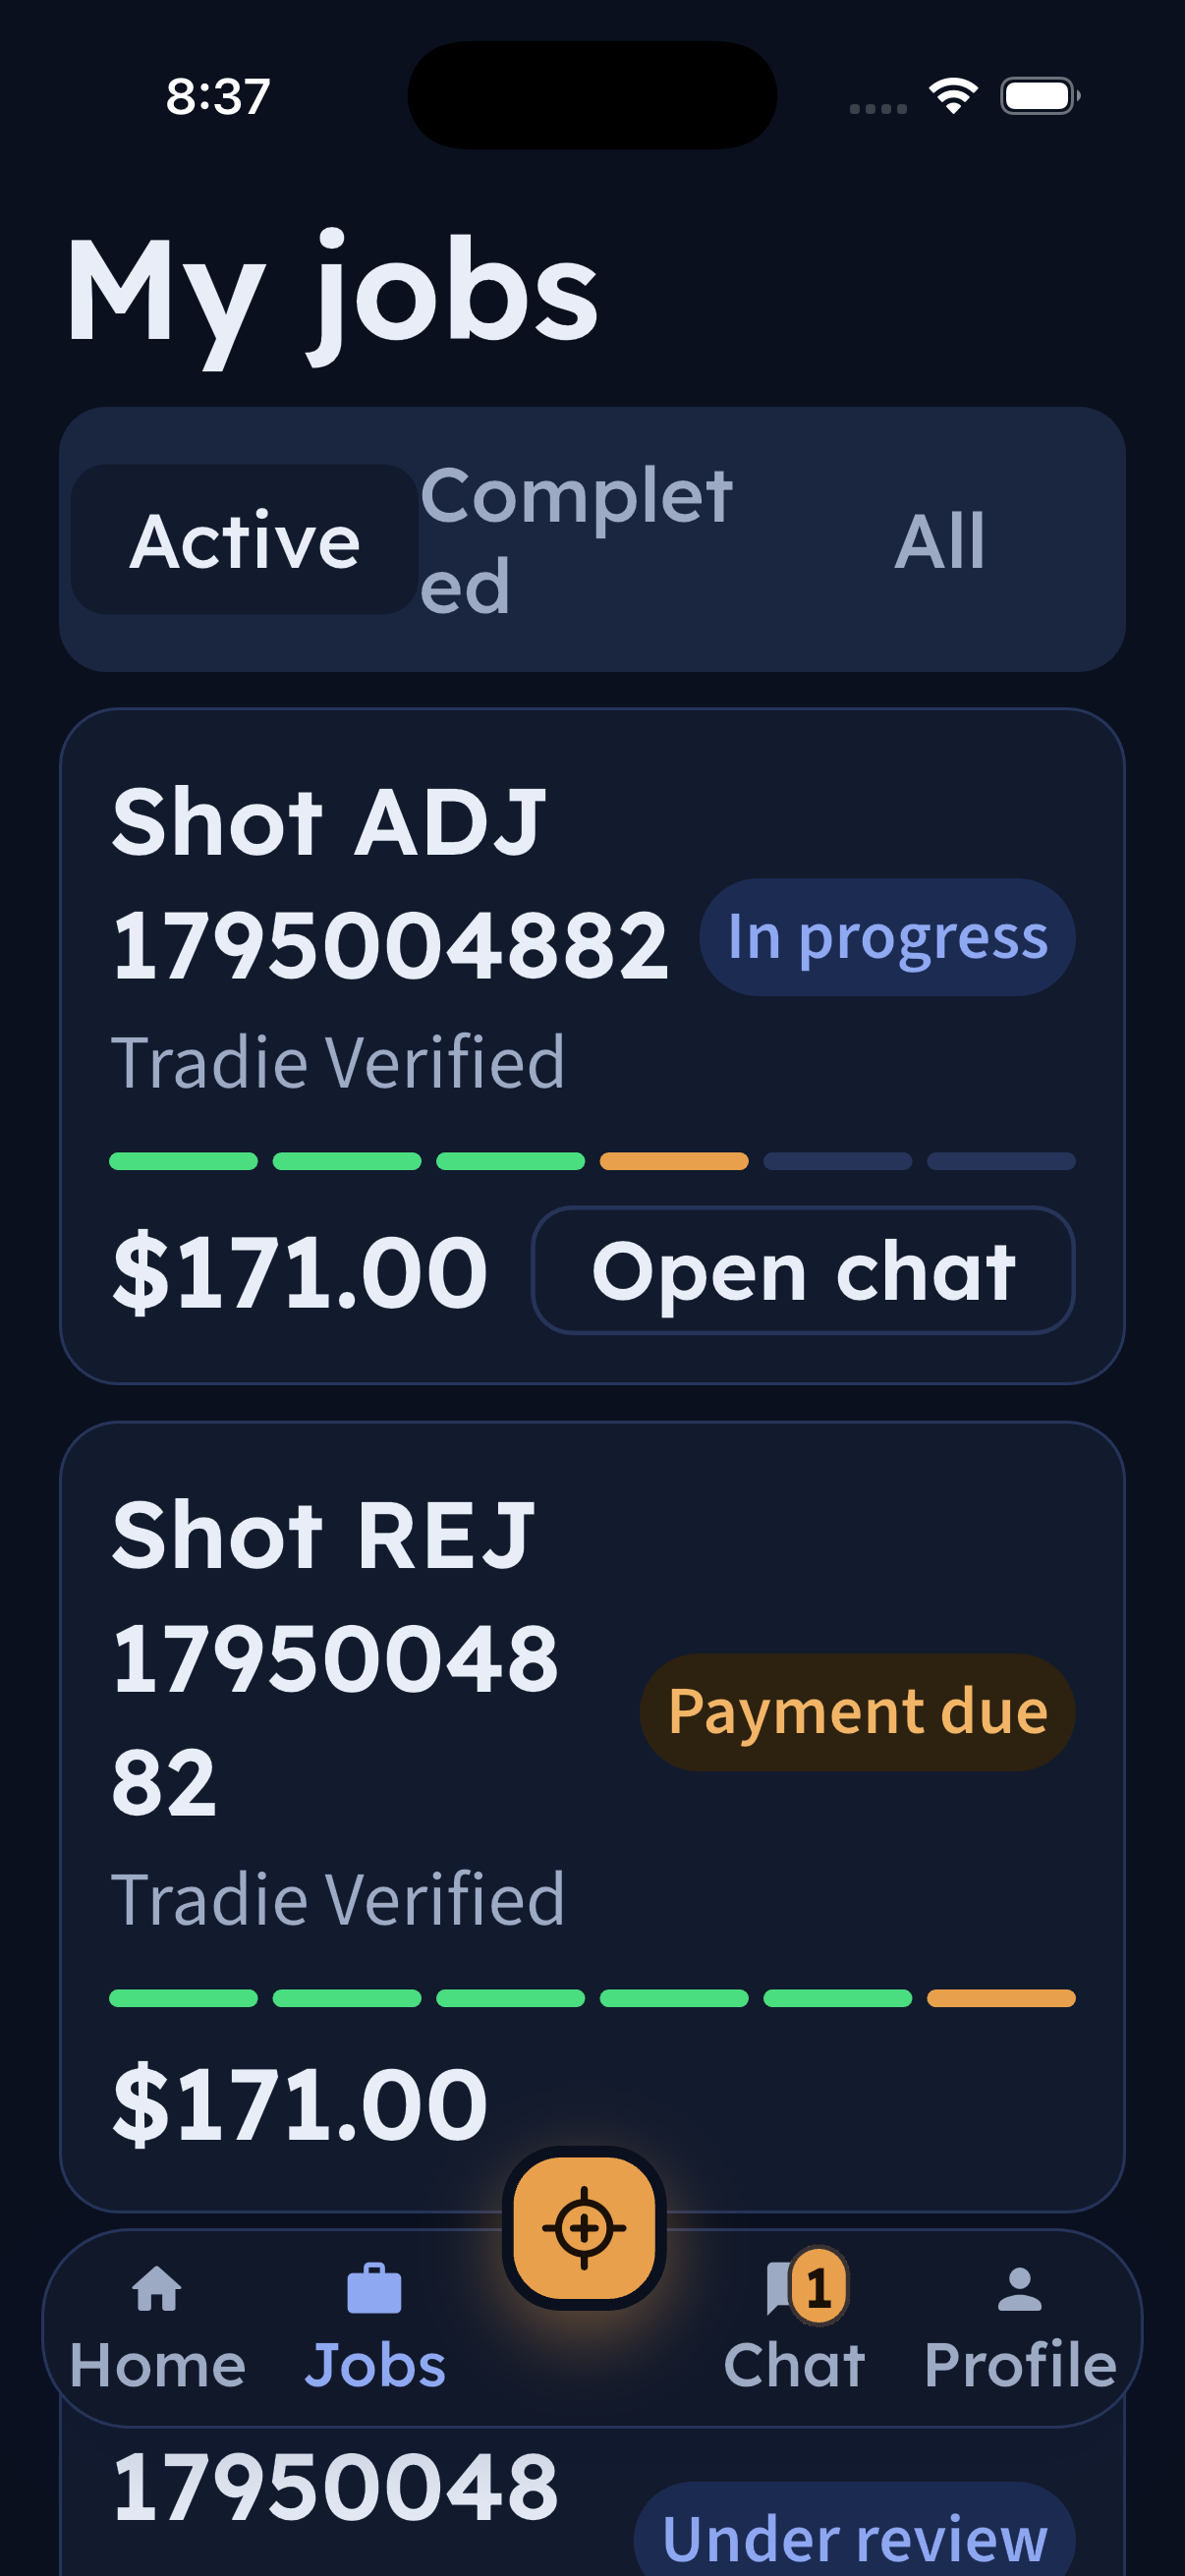 8:37
My jobs
Active
Complet
ed
All
Shot ADJ
1795004882
In progress
Tradie Verified
$171.00
Open chat
Shot REJ
17950048
82
Payment due
Tradie Verified
$171.00
1
Home
Jobs
Chat
Profile
17950048
Under review